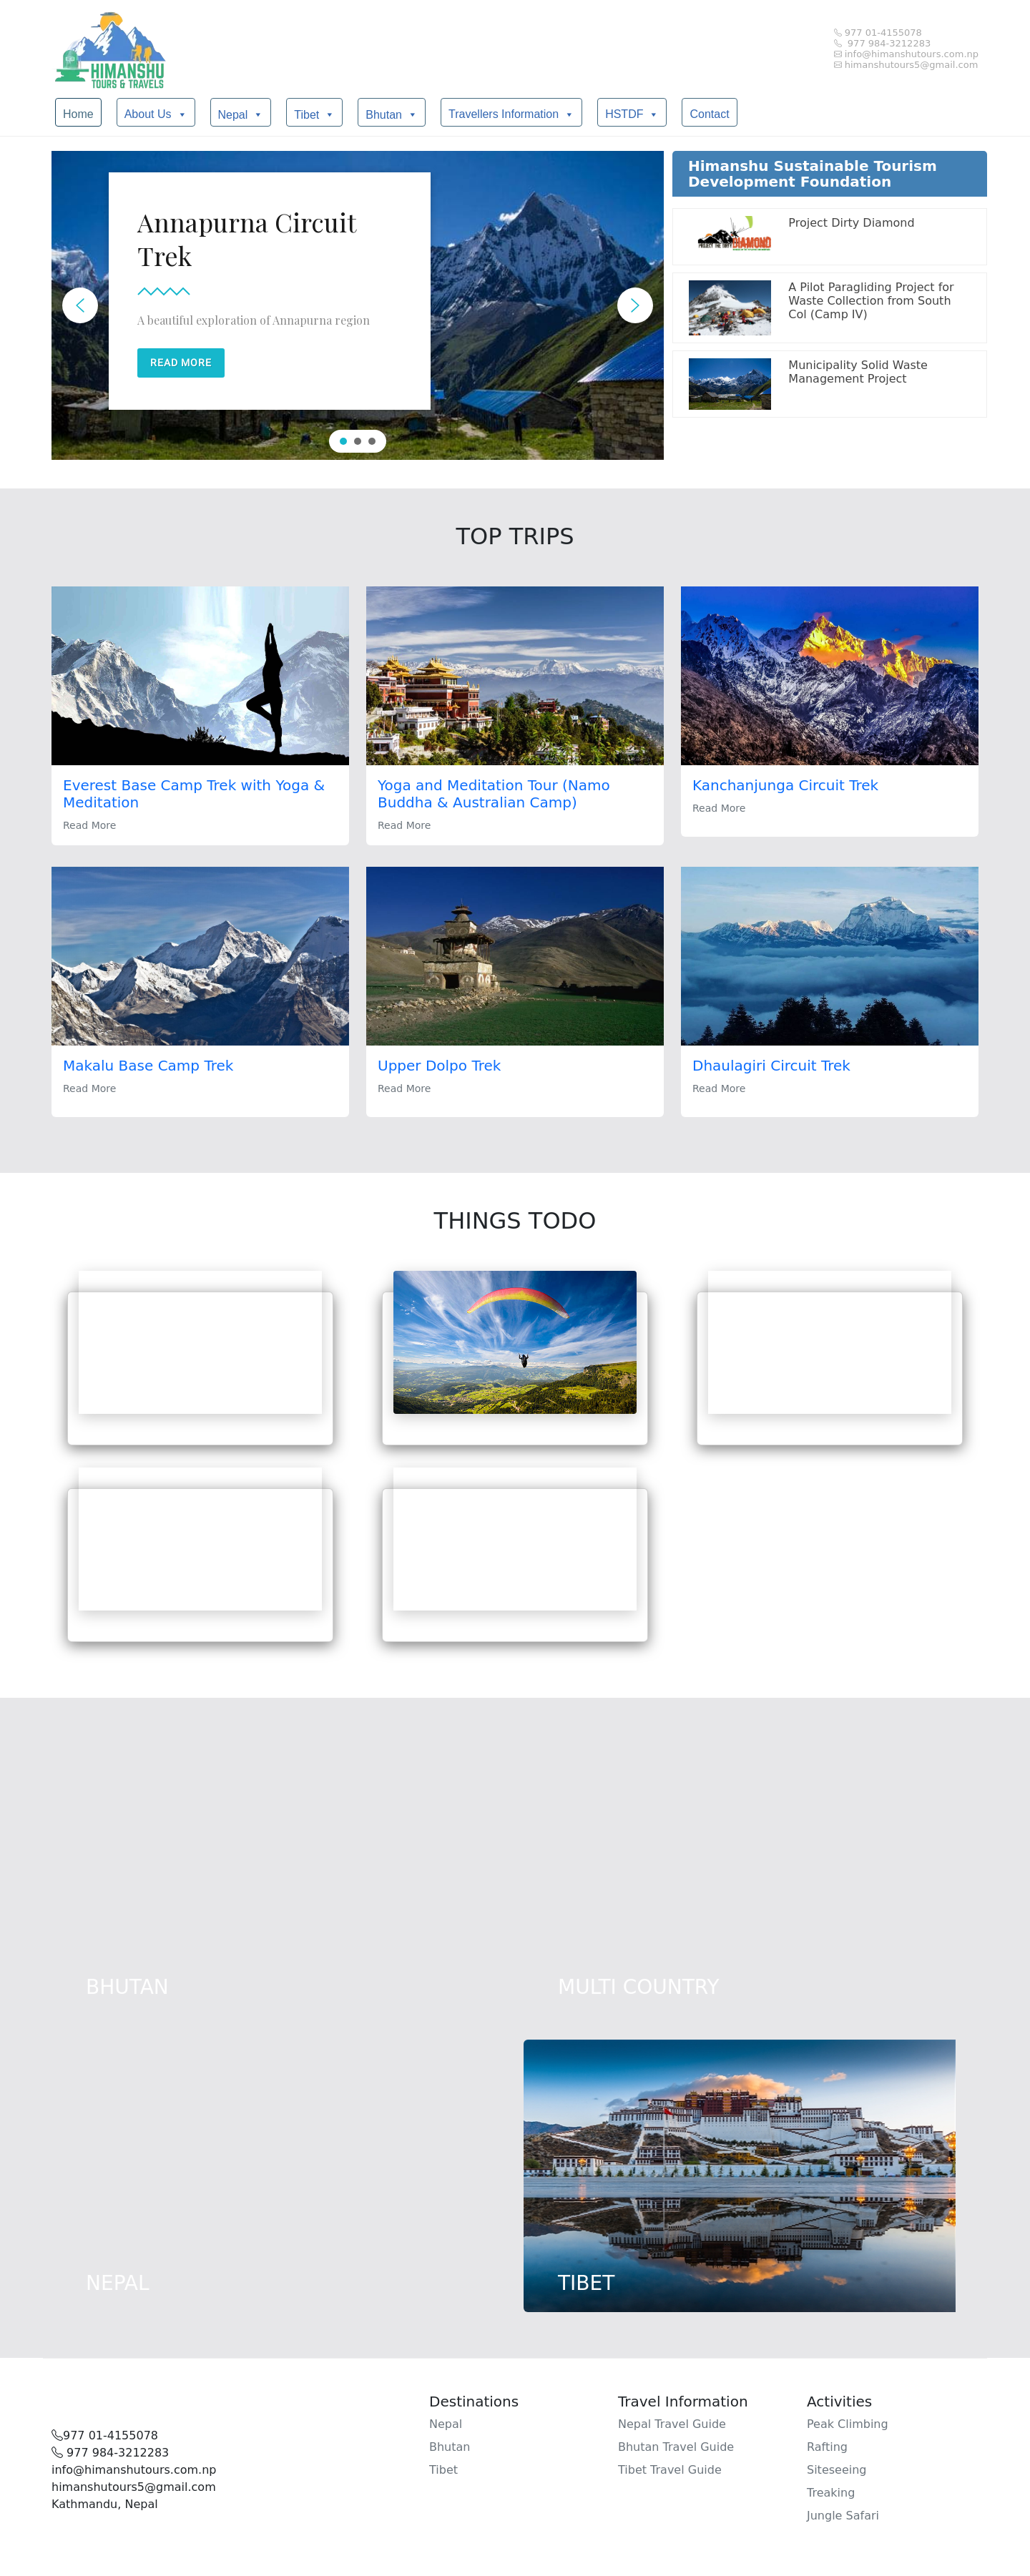 HIMANSHU
TOURS & TRAVELS
977 01-4155078
977 984-3212283
info@himanshutours.com.np
himanshutours5@gmail.com
Home
About Us
Nepal
Tibet
Bhutan
Travellers Information
HSTDF
Contact
Annapurna Circuit
Trek
A beautiful exploration of Annapurna region
READ MORE
Himanshu Sustainable Tourism
Development Foundation
PROJECT THE DIRTY DIAMOND
Project Dirty Diamond
A Pilot Paragliding Project for
Waste Collection from South
Col (Camp IV)
Municipality Solid Waste
Management Project
TOP TRIPS
Everest Base Camp Trek with Yoga &
Meditation
Read More
Yoga and Meditation Tour (Namo
Buddha & Australian Camp)
Read More
Kanchanjunga Circuit Trek
Read More
Makalu Base Camp Trek
Read More
Upper Dolpo Trek
Read More
Dhaulagiri Circuit Trek
Read More
THINGS TODO
BHUTAN
MULTI COUNTRY
NEPAL
TIBET
977 01-4155078
977 984-3212283
info@himanshutours.com.np
himanshutours5@gmail.com
Kathmandu, Nepal
Destinations
Nepal
Bhutan
Tibet
Travel Information
Nepal Travel Guide
Bhutan Travel Guide
Tibet Travel Guide
Activities
Peak Climbing
Rafting
Siteseeing
Treaking
Jungle Safari